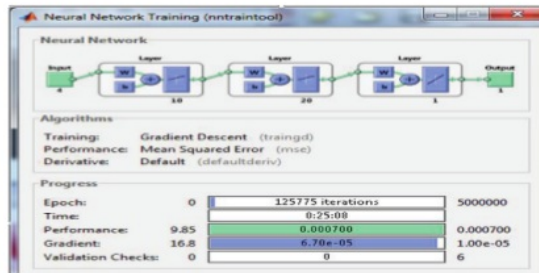 Neural Network Training (nntraintool)
Neural Network
Layer Layer Layer
Input Output
W W W
b b b
4 10 20 1 1
Algorithms
Training: Gradient Descent (traingd)
Performance: Mean Squared Error (mse)
Derivative: Default (defaultderiv)
Progress
Epoch: 0 125775 iterations 5000000
Time: 0:25:08
Performance: 9.85 0.000700 0.000700
Gradient: 16.8 6.70e-05 1.00e-05
Validation Checks: 0 0 6